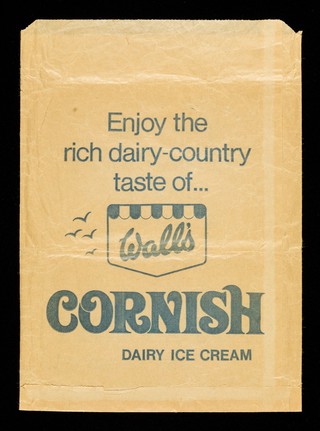 Enjoy the
rich dairy-country
taste of...
Wall's
CORNISH
DAIRY ICE CREAM